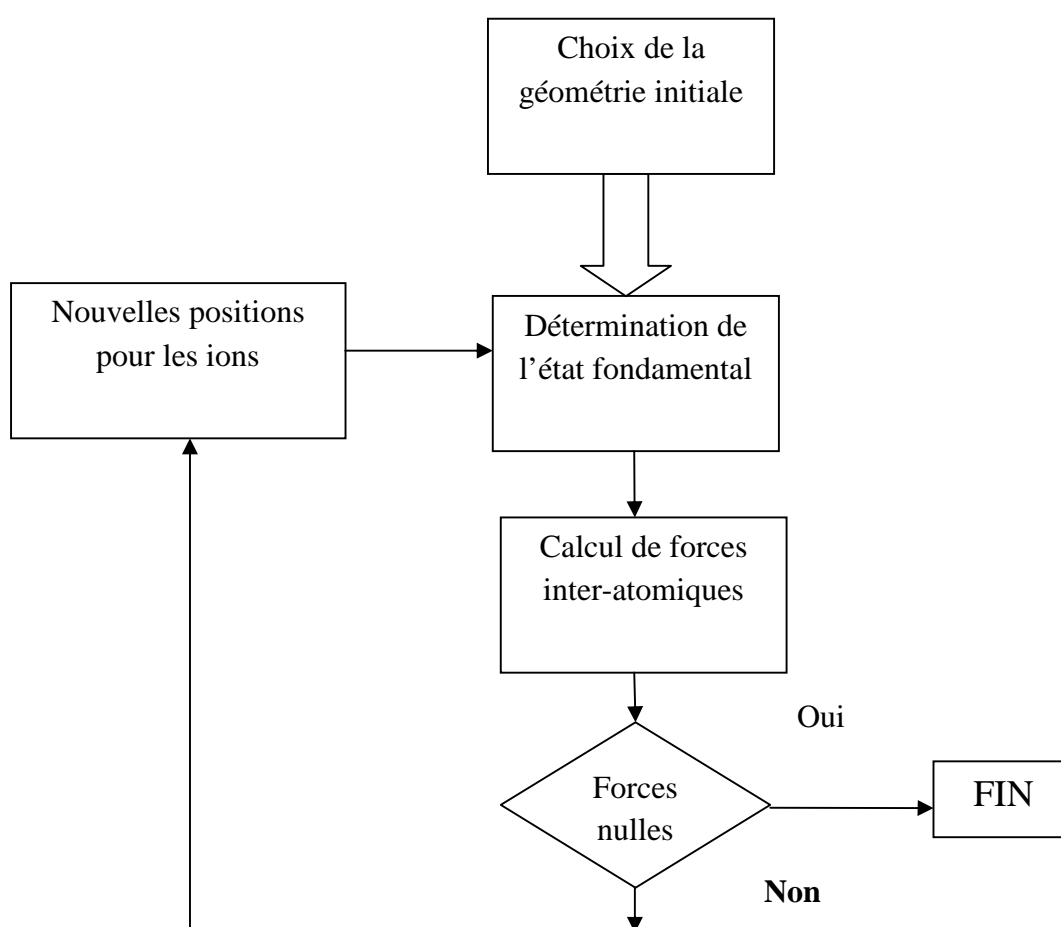 Choix de la
géométrie initiale
Nouvelles positions
pour les ions
Détermination de
l’état fondamental
Calcul de forces
inter-atomiques
Oui
Forces
nulles
FIN
Non